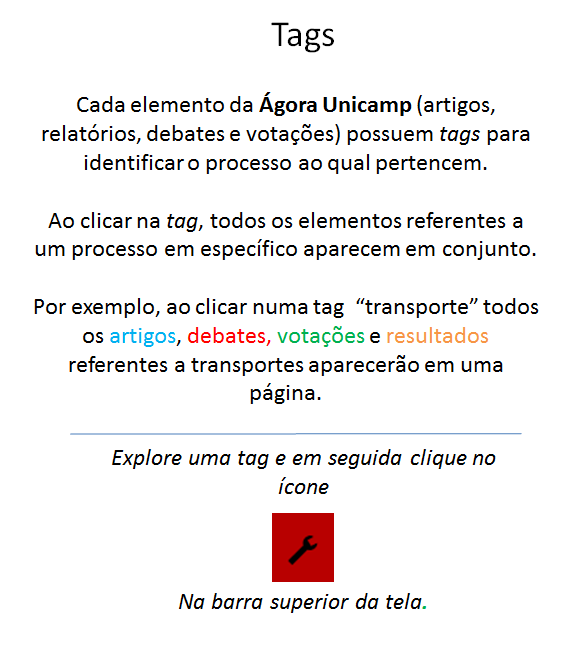 Tags
Cada elemento da Ágora Unicamp (artigos,
relatórios, debates e votações) possuem tags para
identificar o processo ao qual pertencem.
Ao clicar na tag, todos os elementos referentes a
um processo em específico aparecem em conjunto.
Por exemplo, ao clicar numa tag “transporte” todos
os artigos, debates, votações e resultados
referentes a transportes aparecerão em uma
página.
Explore uma tag e em seguida clique no
ícone
Na barra superior da tela.